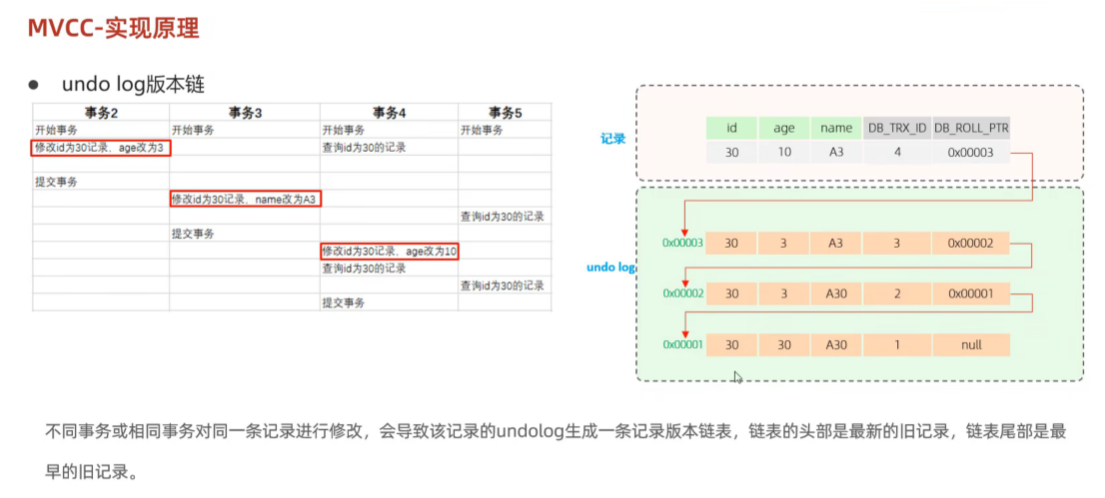 MVCC-实现原理
● undo log版本链
事务2 事务3 事务4 事务5
开始事务 开始事务 开始事务 开始事务
修改id为30记录、age改为3 查询id为30的记录
提交事务
修改id为30记录、name改为A3
查询id为30的记录
提交事务
修改id为30记录、age改为10
查询id为30的记录
查询id为30的记录
提交事务
记录
id age name DB_TRX_ID DB_ROLL_PTR
30 10 A3 4 0x00003
undo log
0x00003 30 3 A3 3 0x00002
0x00002 30 3 A30 2 0x00001
0x00001 30 30 A30 1 null
不同事务或相同事务对同一条记录进行修改，会导致该记录的undolog生成一条记录版本链表，链表的头部是最新的旧记录，链表尾部是最
早的旧记录。